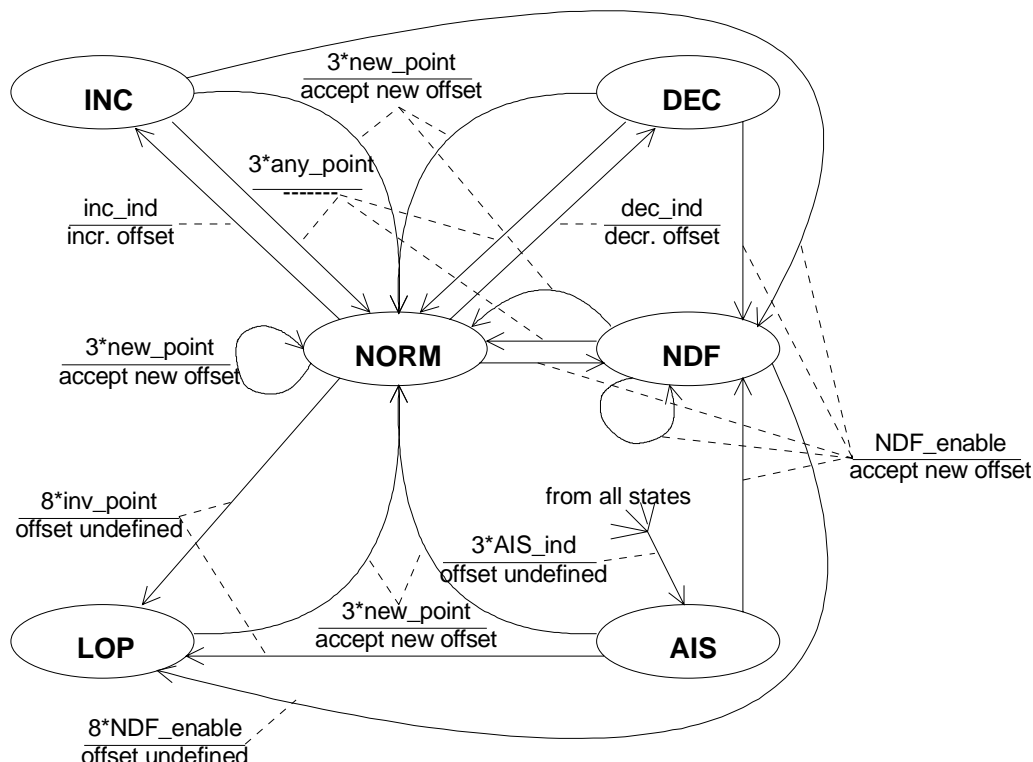 3*new_point
accept new offset
INC
DEC
3*any_point
inc_ind
incr. offset
dec_ind
decr. offset
3*new_point
accept new offset
NORM
NDF
NDF_enable
accept new offset
8*inv_point
offset undefined
from all states
3*AIS_ind
offset undefined
3*new_point
accept new offset
LOP
AIS
8*NDF_enable
offset undefined